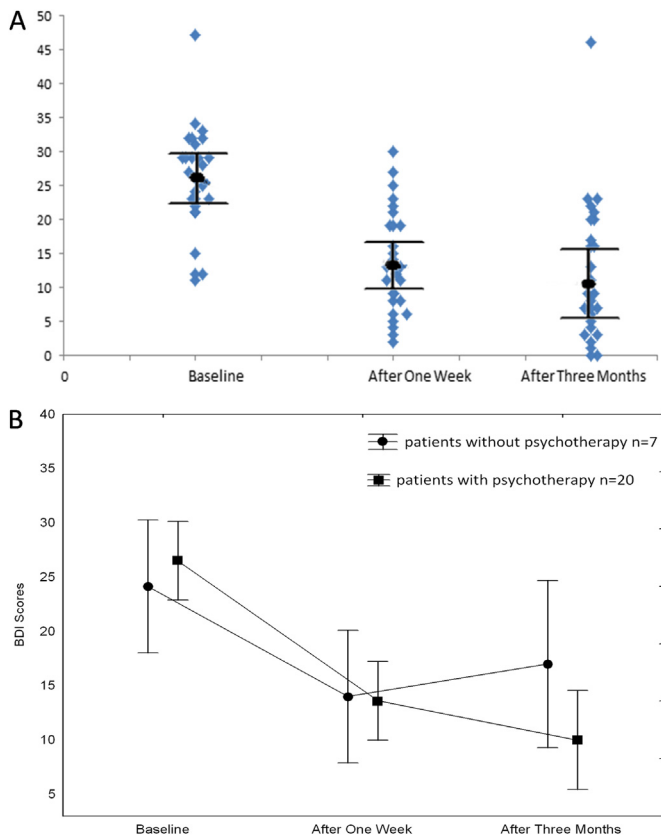 A
50
45
40
35
30
25
20
15
10
5
0
0 Baseline After One Week After Three Months
B
40
35
30
25
20
15
10
5
BDI Scores
patients without psychotherapy n=7
patients with psychotherapy n=20
Baseline After One Week After Three Months